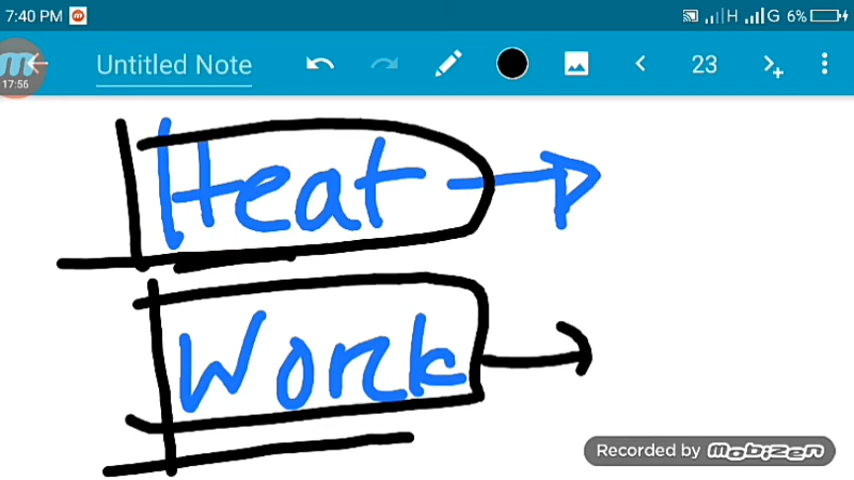 7:40 PM H G 6%
17:56
Untitled Note 23
Heat
Work
Recorded by mobizen